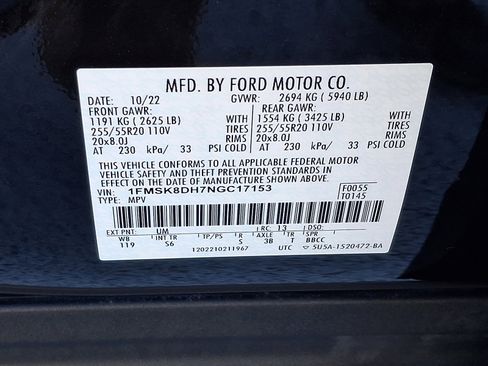 MFD. BY FORD MOTOR CO.
DATE: 10/22 GVWR: 2694 KG ( 5940 LB)
FRONT GAWR: REAR GAWR:
1191 KG ( 2625 LB) WITH 1554 KG ( 3425 LB) WITH
255/55R20 110V TIRES 255/55R20 110V TIRES
20x8.0J RIMS 20x8.0J RIMS
AT 230 kPa/ 33 PSI COLD AT 230 kPa/ 33 PSI COLD
THIS VEHICLE CONFORMS TO ALL APPLICABLE FEDERAL MOTOR
VEHICLE SAFETY AND THEFT PREVENTION STANDARDS IN
EFFECT ON THE DATE OF MANUFACTURE SHOWN ABOVE.
VIN: 1FMSK8DH7NGC17153 F0055
TYPE: MPV T0145
EXT PNT: UM RC: 13
WB INT TR TP/PS R AXLE TR SPR
119 S6 S 3B T BBCC
1202210211967 UTC 5U5A-1520472-BA